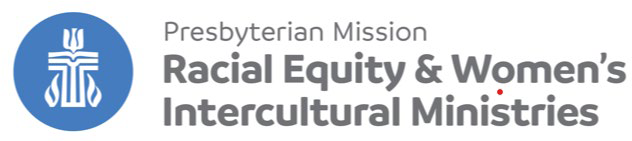 Presbyterian Mission
Racial Equity & Women's
Intercultural Ministries